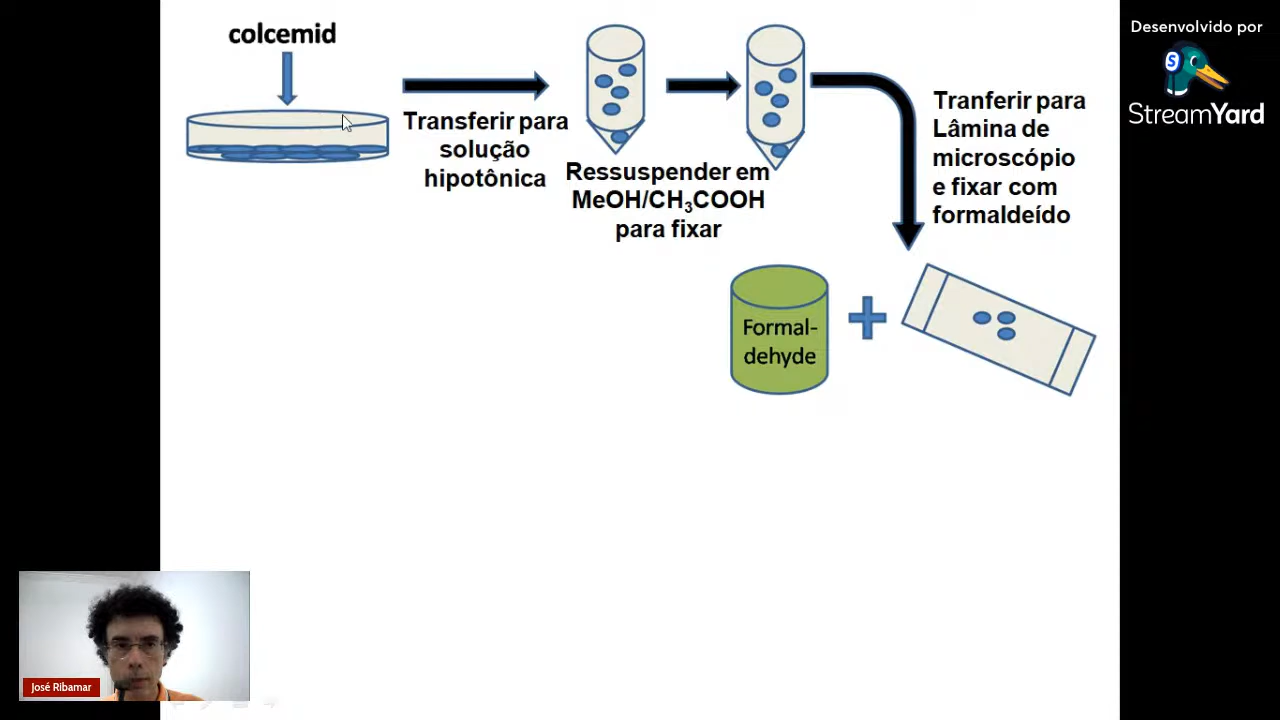 colcemid
Transferir para
solução
hipotônica
Ressuspender em
MeOH/CH₃COOH
para fixar
Tranferir para
Lâmina de
microscópio
e fixar com
formaldeído
Formal-
dehyde
Desenvolvido por
S
StreamYard
José Ribamar